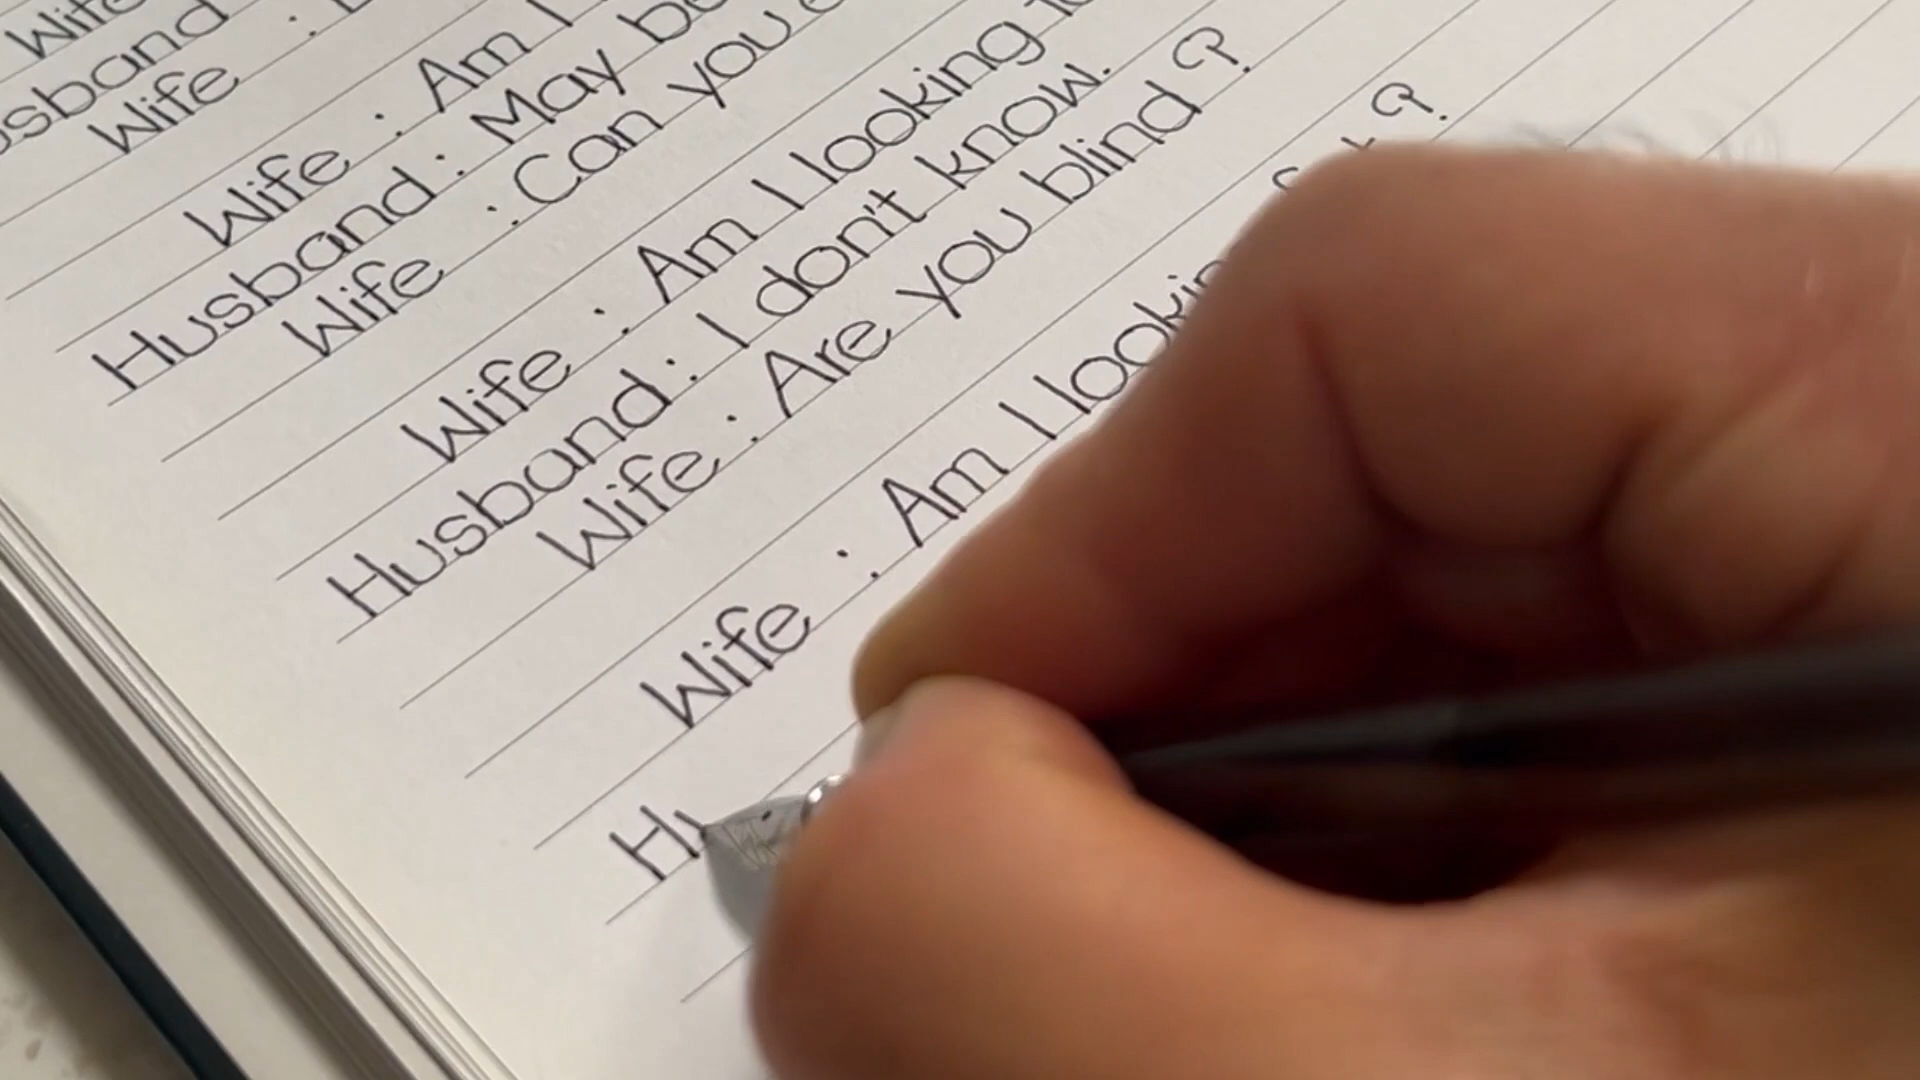 Wife
Husband :
Wife :
Wife : Am I
Husband : May be
Wife : Can you
Wife : Am I looking
Husband : I don't know.
Wife : Are you blind ?
Wife : Am I ?
H